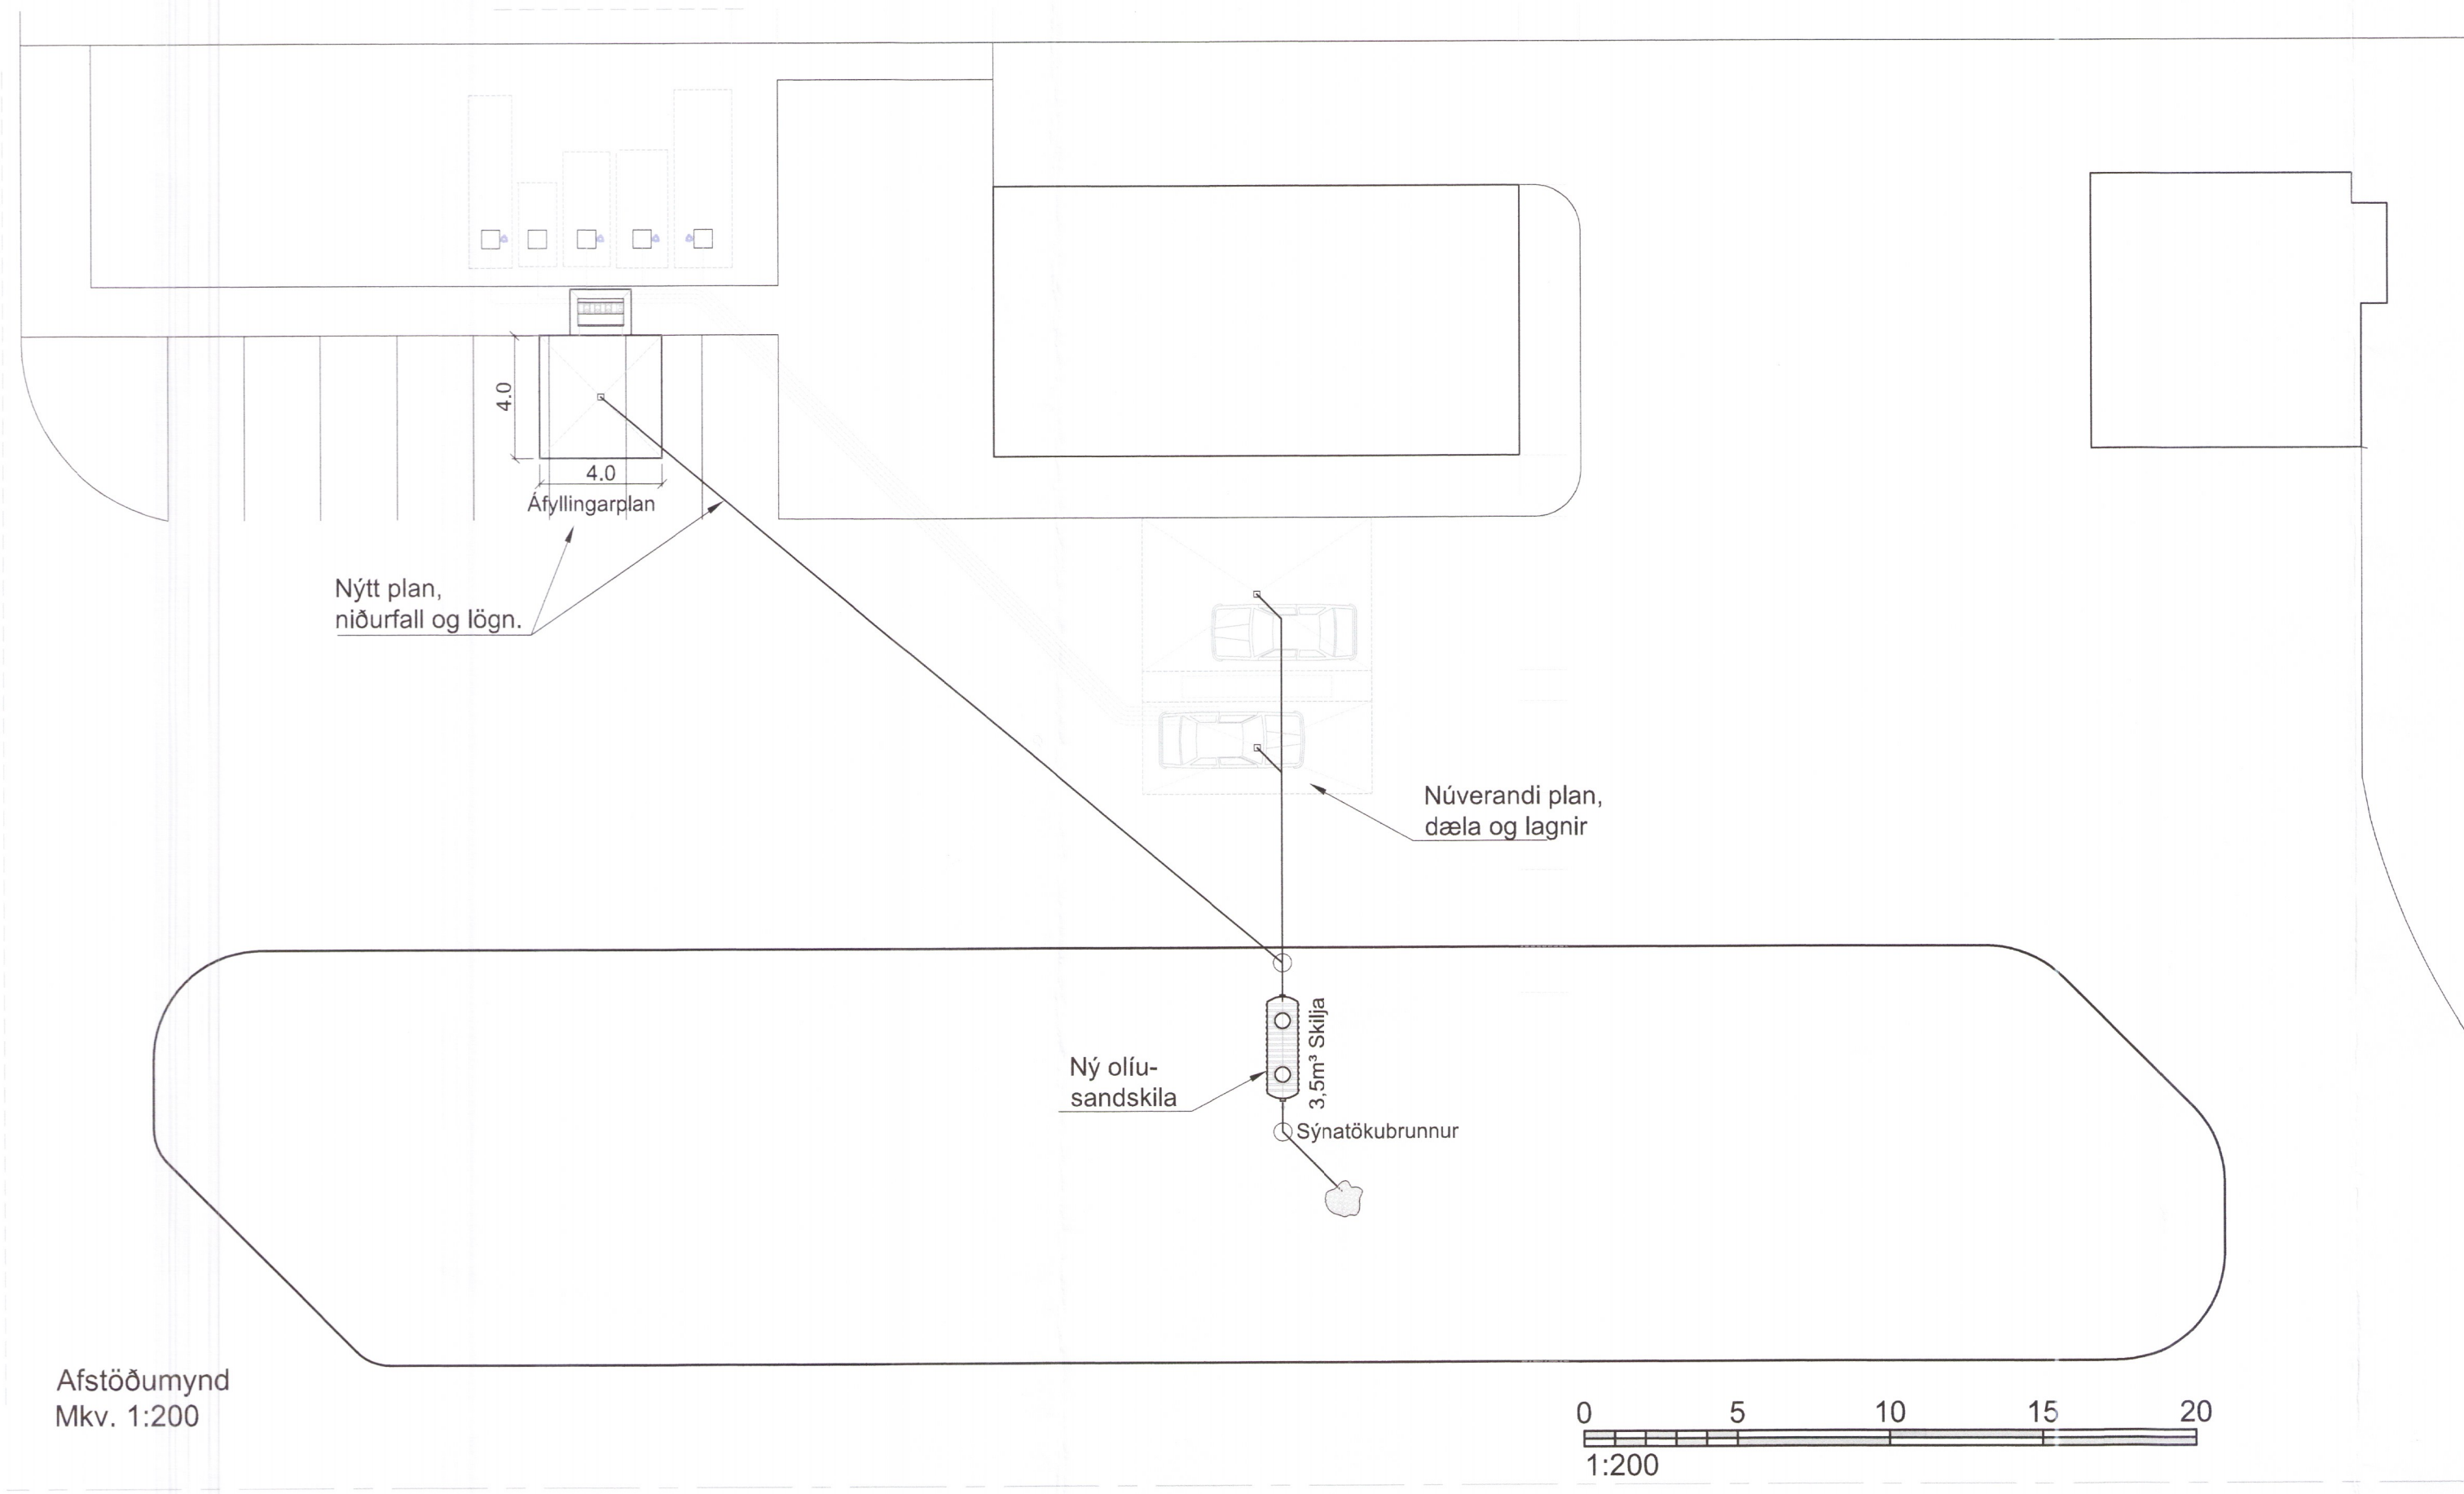 4.0
4.0
Áfyllingarplan
Nýtt plan,
niðurfall og lögn.
Núverandi plan,
dæla og lagnir
Ný olíu-
sandskila
3,5m³ Skilja
Sýnatökubrunnur
Afstöðumynd
Mkv. 1:200
0 5 10 15 20
1:200